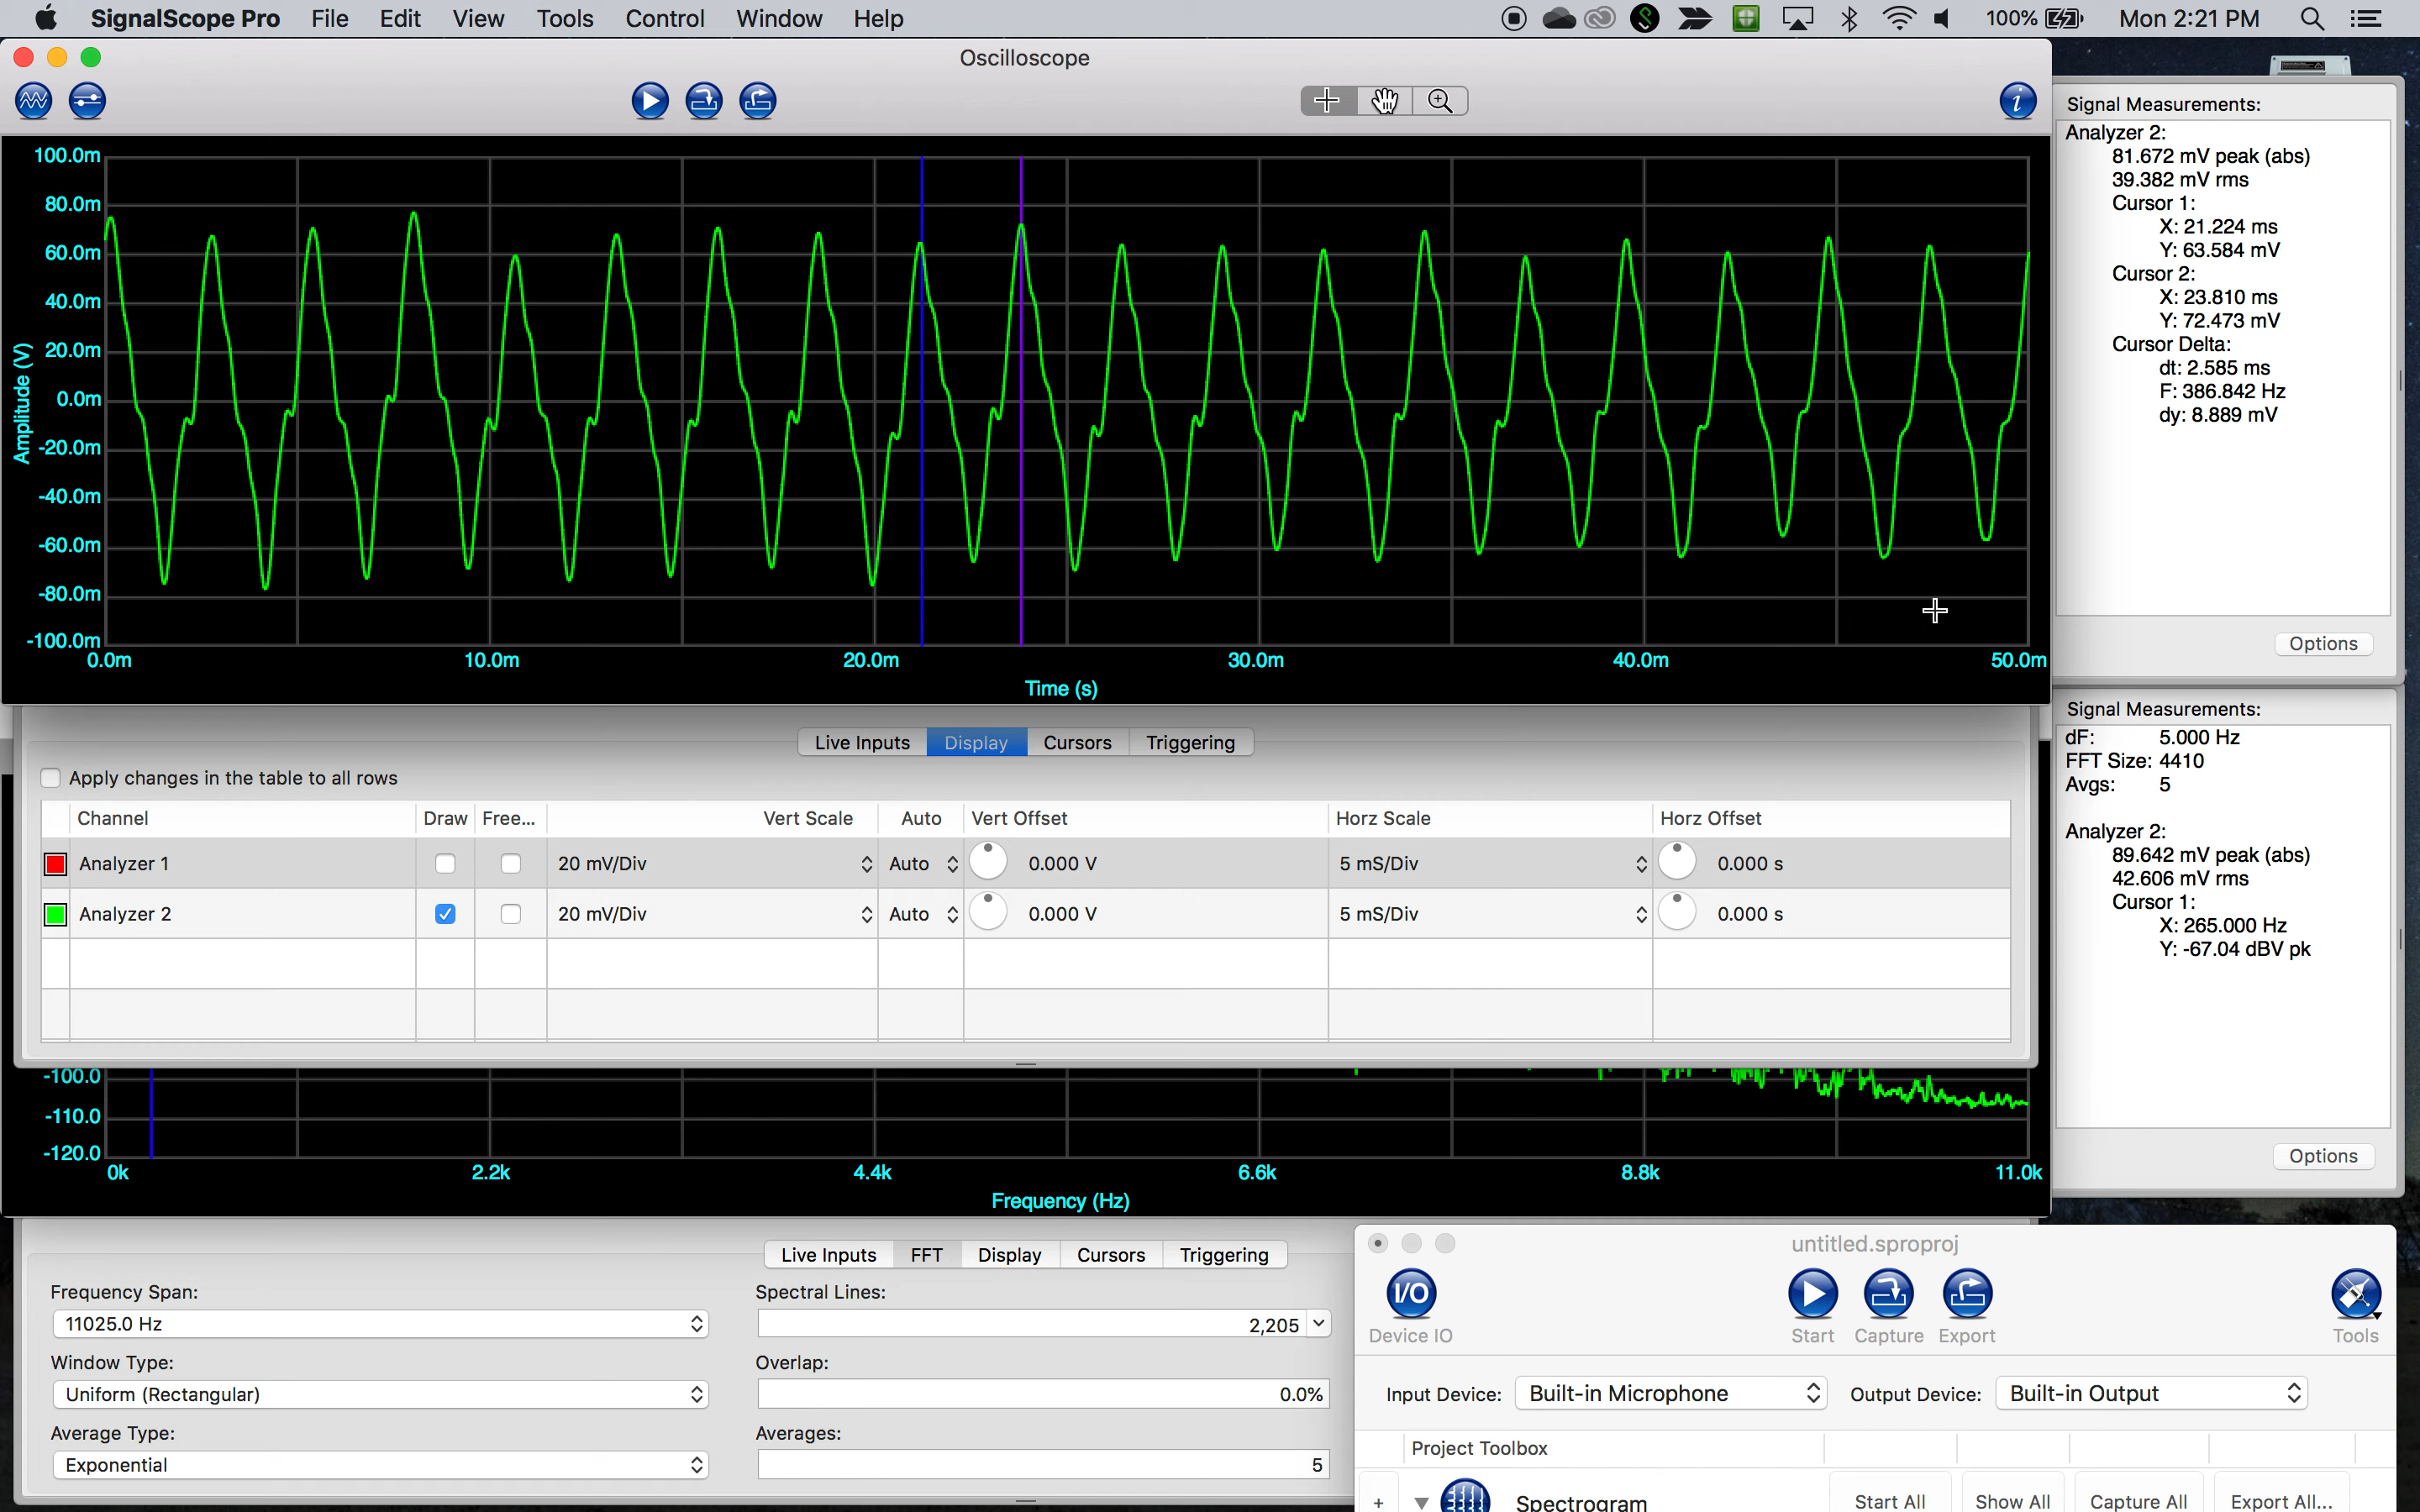 SignalScope Pro File Edit View Tools Control Window Help 100% Mon 2:21 PM
Oscilloscope
100.0m
80.0m
60.0m
40.0m
20.0m
0.0m
-20.0m
-40.0m
-60.0m
-80.0m
-100.0m
Amplitude (V)
0.0m 10.0m 20.0m 30.0m 40.0m 50.0m
Time (s)
Signal Measurements:
Analyzer 2:
81.672 mV peak (abs)
39.382 mV rms
Cursor 1:
X: 21.224 ms
Y: 63.584 mV
Cursor 2:
X: 23.810 ms
Y: 72.473 mV
Cursor Delta:
dt: 2.585 ms
F: 386.842 Hz
dy: 8.889 mV
Options
Live Inputs Display Cursors Triggering
Apply changes in the table to all rows
Channel Draw Free... Vert Scale Auto Vert Offset Horz Scale Horz Offset
Analyzer 1 20 mV/Div Auto 0.000 V 5 mS/Div 0.000 s
Analyzer 2 20 mV/Div Auto 0.000 V 5 mS/Div 0.000 s
Signal Measurements:
dF: 5.000 Hz
FFT Size: 4410
Avgs: 5
Analyzer 2:
89.642 mV peak (abs)
42.606 mV rms
Cursor 1:
X: 265.000 Hz
Y: -67.04 dBV pk
Options
-100.0
-110.0
-120.0
0k 2.2k 4.4k 6.6k 8.8k 11.0k
Frequency (Hz)
Live Inputs FFT Display Cursors Triggering
Frequency Span:
11025.0 Hz
Window Type:
Uniform (Rectangular)
Average Type:
Exponential
Spectral Lines:
2,205
Overlap:
0.0%
Averages:
5
untitled.sproproj
I/O
Device IO Start Capture Export Tools
Input Device: Built-in Microphone Output Device: Built-in Output
Project Toolbox
+ Spectrogram Start All Show All Capture All Export All...